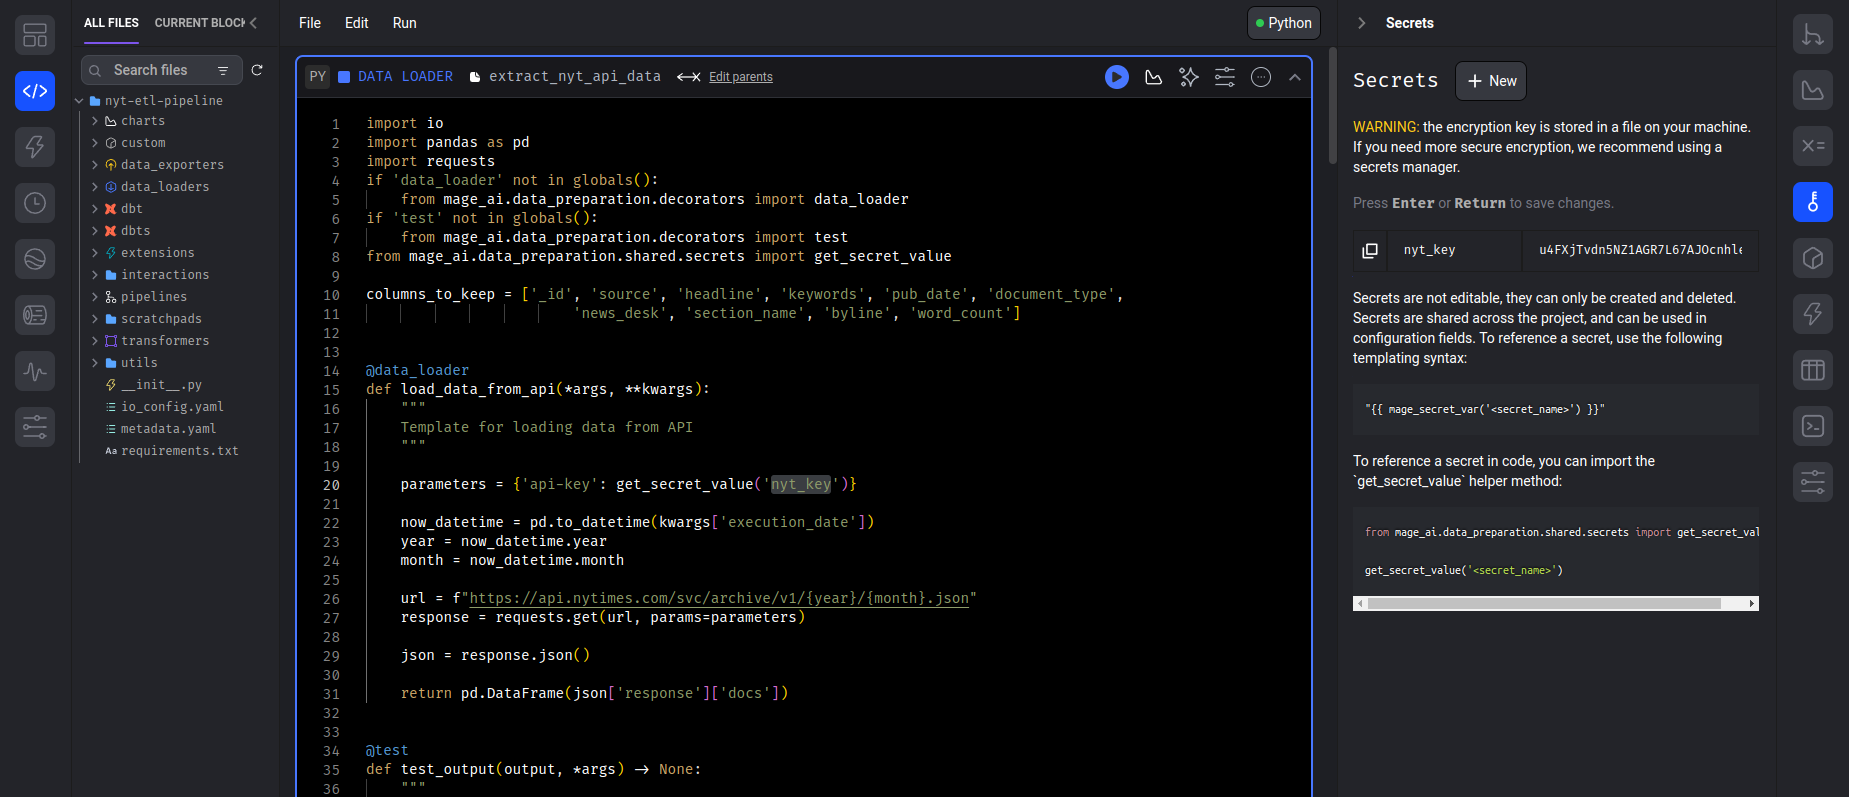 ALL FILES CURRENT BLOCK
Search files
nyt-etl-pipeline
charts
custom
data_exporters
data_loaders
dbt
dbts
extensions
interactions
pipelines
scratchpads
transformers
utils
__init__.py
io_config.yaml
metadata.yaml
Aa requirements.txt
File Edit Run
Python
PY DATA LOADER extract_nyt_api_data Edit parents
1 import io
2 import pandas as pd
3 import requests
4 if 'data_loader' not in globals():
5     from mage_ai.data_preparation.decorators import data_loader
6 if 'test' not in globals():
7     from mage_ai.data_preparation.decorators import test
8 from mage_ai.data_preparation.shared.secrets import get_secret_value
9
10 columns_to_keep = ['_id', 'source', 'headline', 'keywords', 'pub_date', 'document_type',
11                         'news_desk', 'section_name', 'byline', 'word_count']
12
13
14 @data_loader
15 def load_data_from_api(*args, **kwargs):
16     """
17     Template for loading data from API
18     """
19
20     parameters = {'api-key': get_secret_value('nyt_key')}
21
22     now_datetime = pd.to_datetime(kwargs['execution_date'])
23     year = now_datetime.year
24     month = now_datetime.month
25
26     url = f"https://api.nytimes.com/svc/archive/v1/{year}/{month}.json"
27     response = requests.get(url, params=parameters)
28
29     json = response.json()
30
31     return pd.DataFrame(json['response']['docs'])
32
33
34 @test
35 def test_output(output, *args) -> None:
36     """
Secrets
Secrets + New
WARNING: the encryption key is stored in a file on your machine.
If you need more secure encryption, we recommend using a
secrets manager.
Press Enter or Return to save changes.
nyt_key u4FXjTvdn5NZ1AGR7L67AJOcnhle
Secrets are not editable, they can only be created and deleted.
Secrets are shared across the project, and can be used in
configuration fields. To reference a secret, use the following
templating syntax:
"{{ mage_secret_var('<secret_name>') }}"
To reference a secret in code, you can import the
`get_secret_value` helper method:
from mage_ai.data_preparation.shared.secrets import get_secret_val
get_secret_value('<secret_name>')